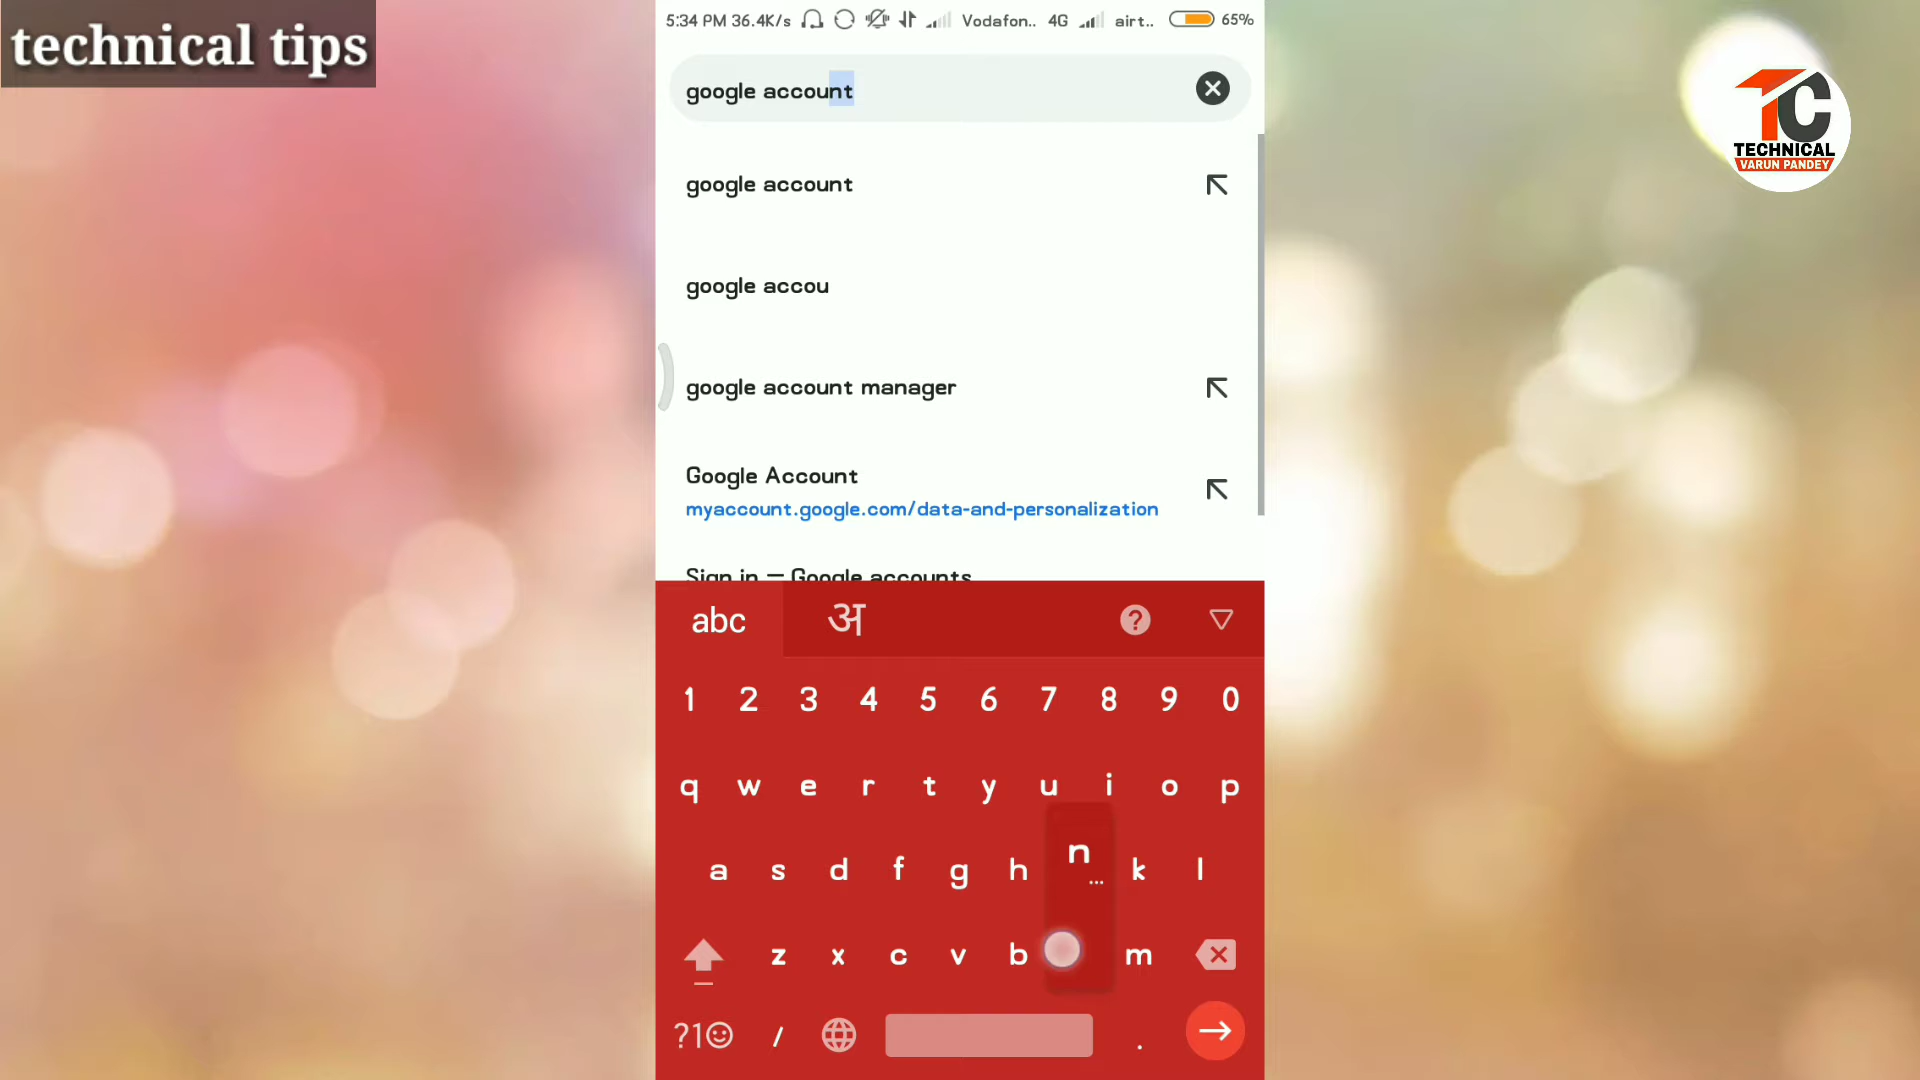 technical tips
5:34 PM 36.4K/s Vodafon.. 4G airt.. 65%
TC
TECHNICAL
VARUN PANDEY
google account
google account
google accou
google account manager
Google Account
myaccount.google.com/data-and-personalization
Sign in — Google accounts
abc अ ?
1 2 3 4 5 6 7 8 9 0
q w e r t y u i o p
a s d f g h n... k l
z x c v b m
?1☺ / .